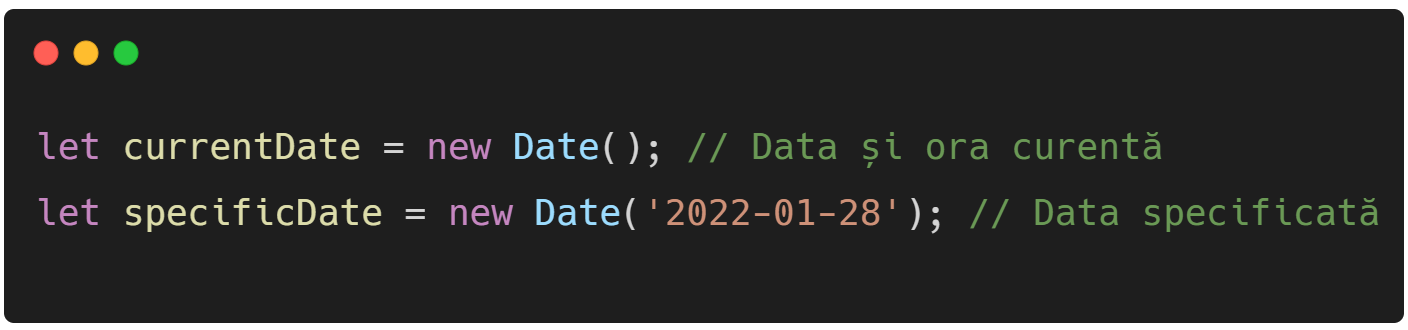 let currentDate = new Date(); // Data și ora curentă
let specificDate = new Date('2022-01-28'); // Data specificată